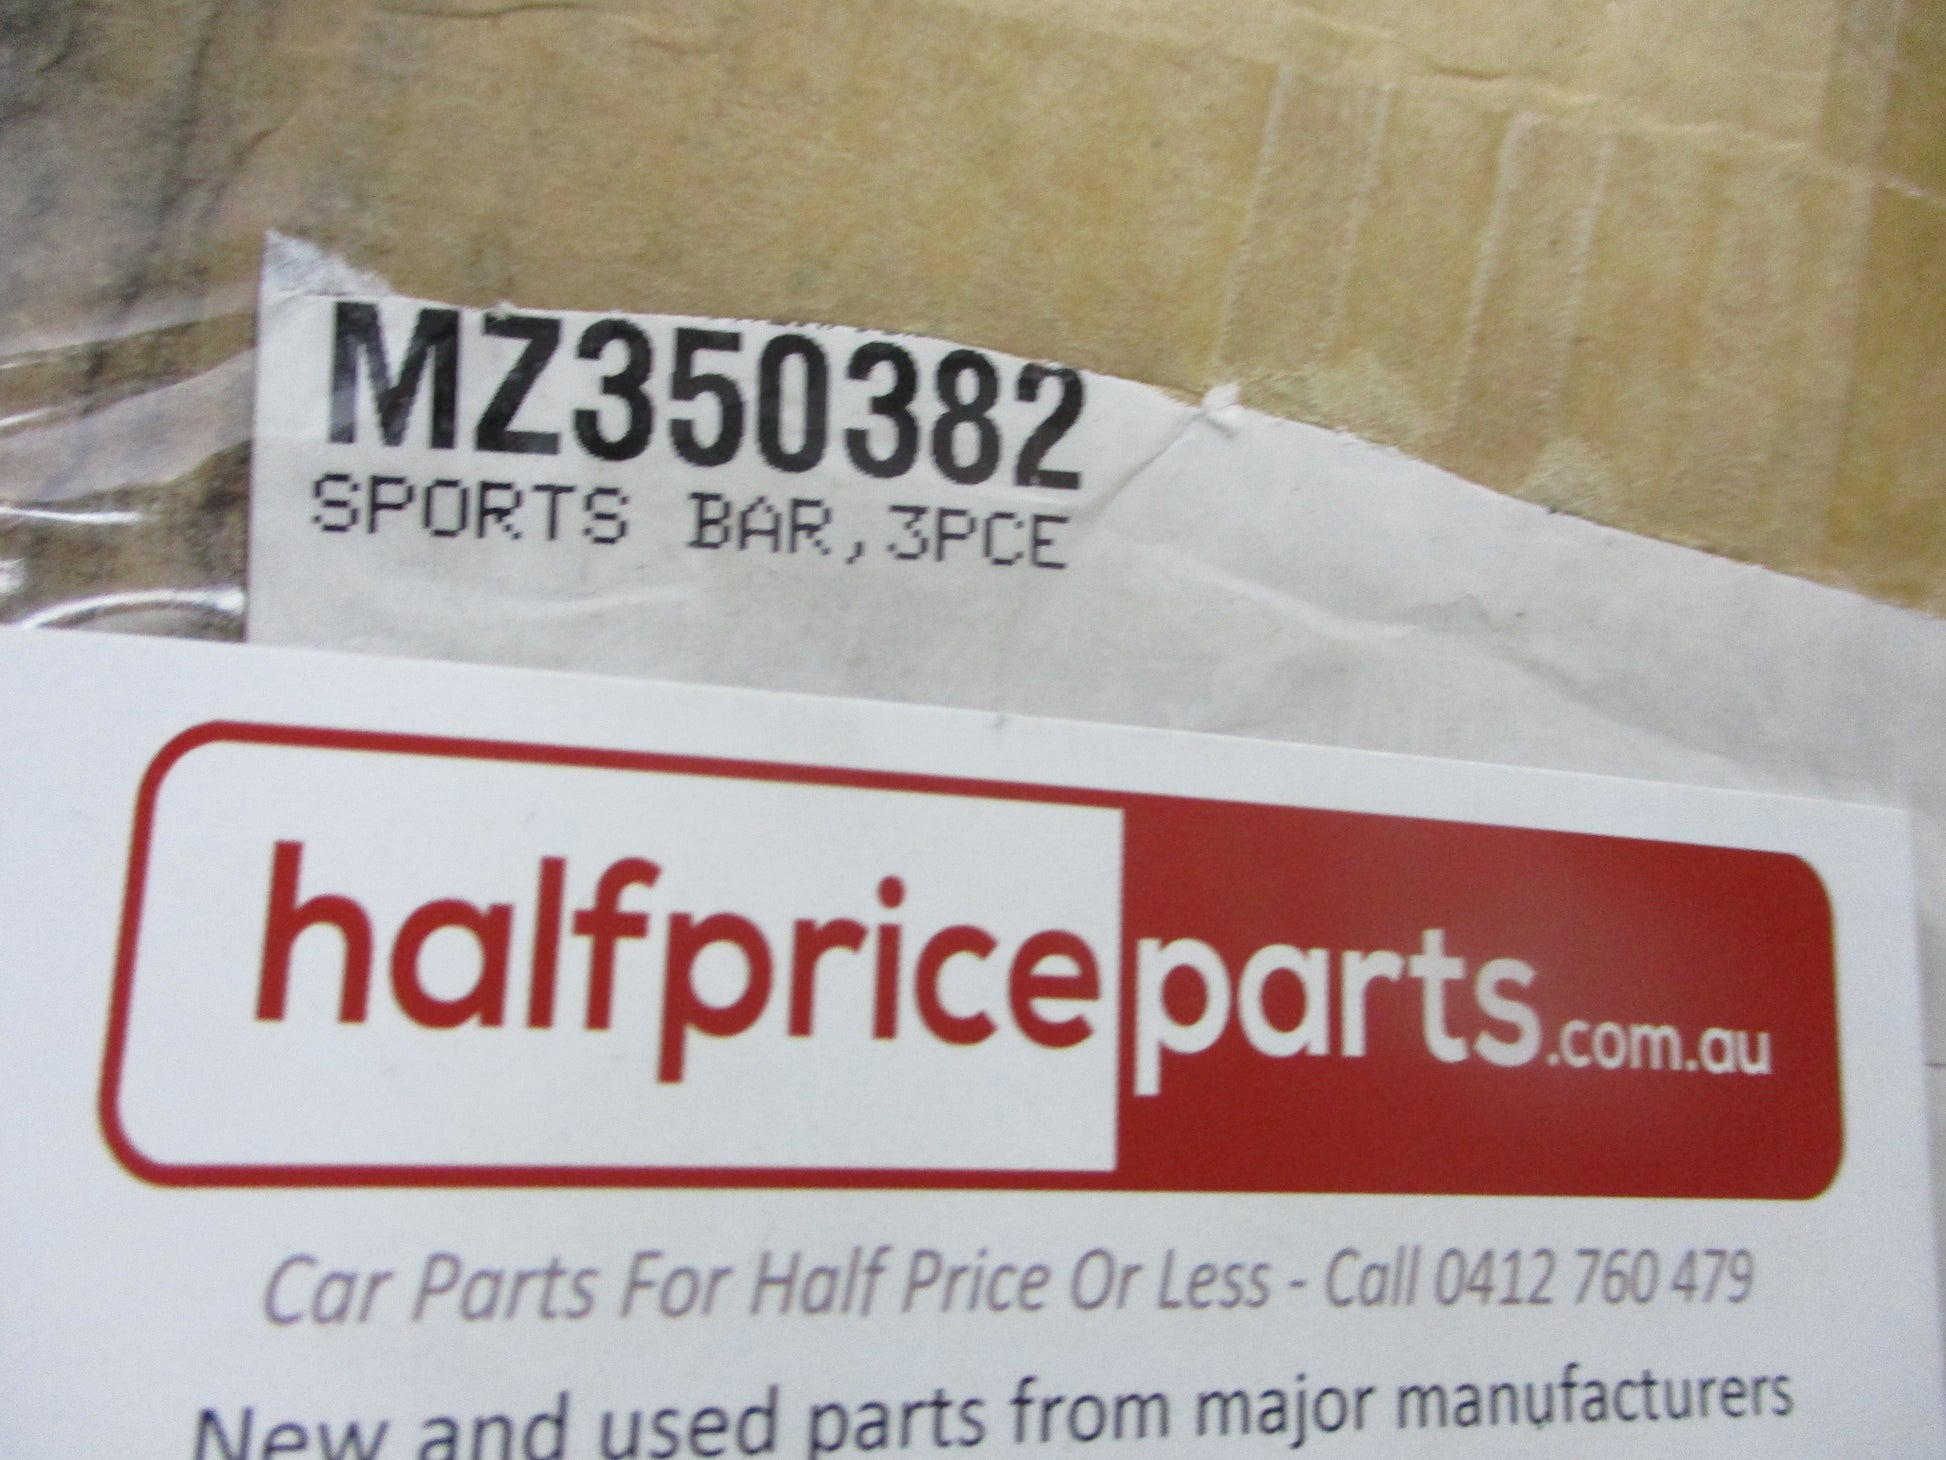 MZ350382
SPORTS BAR,3PCE
halfpriceparts.com.au
Car Parts For Half Price Or Less - Call 0412 760 479
New and used parts from major manufacturers